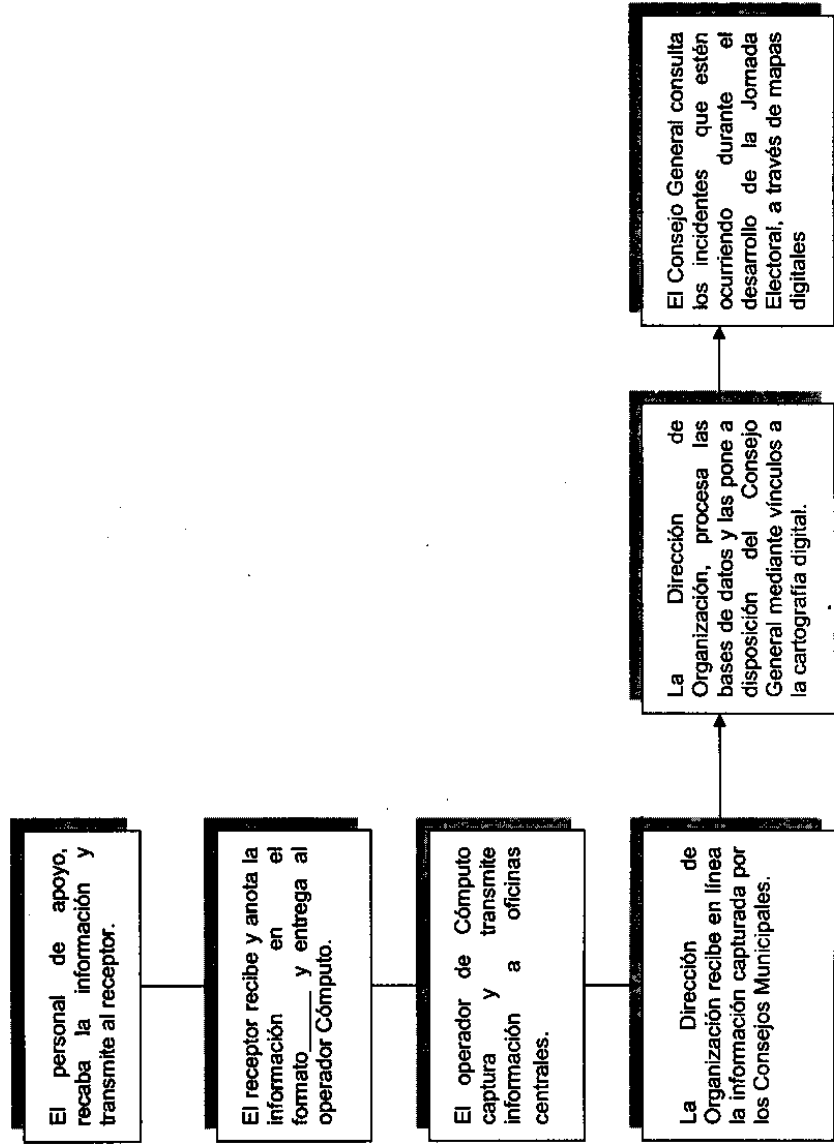 El personal de apoyo,
recaba la información y
transmite al receptor.
El receptor recibe y anota la
información en el
formato______ y entrega al
operador Cómputo.
El operador de Cómputo
captura y transmite
información a oficinas
centrales.
La Dirección de
Organización recibe en línea
la información capturada por
los Consejos Municipales.
La Dirección de
Organización, procesa las
bases de datos y las pone a
disposición del Consejo
General mediante vínculos a
la cartografía digital.
El Consejo General consulta
los incidentes que estén
ocurriendo durante el
desarrollo de la Jornada
Electoral, a través de mapas
digitales